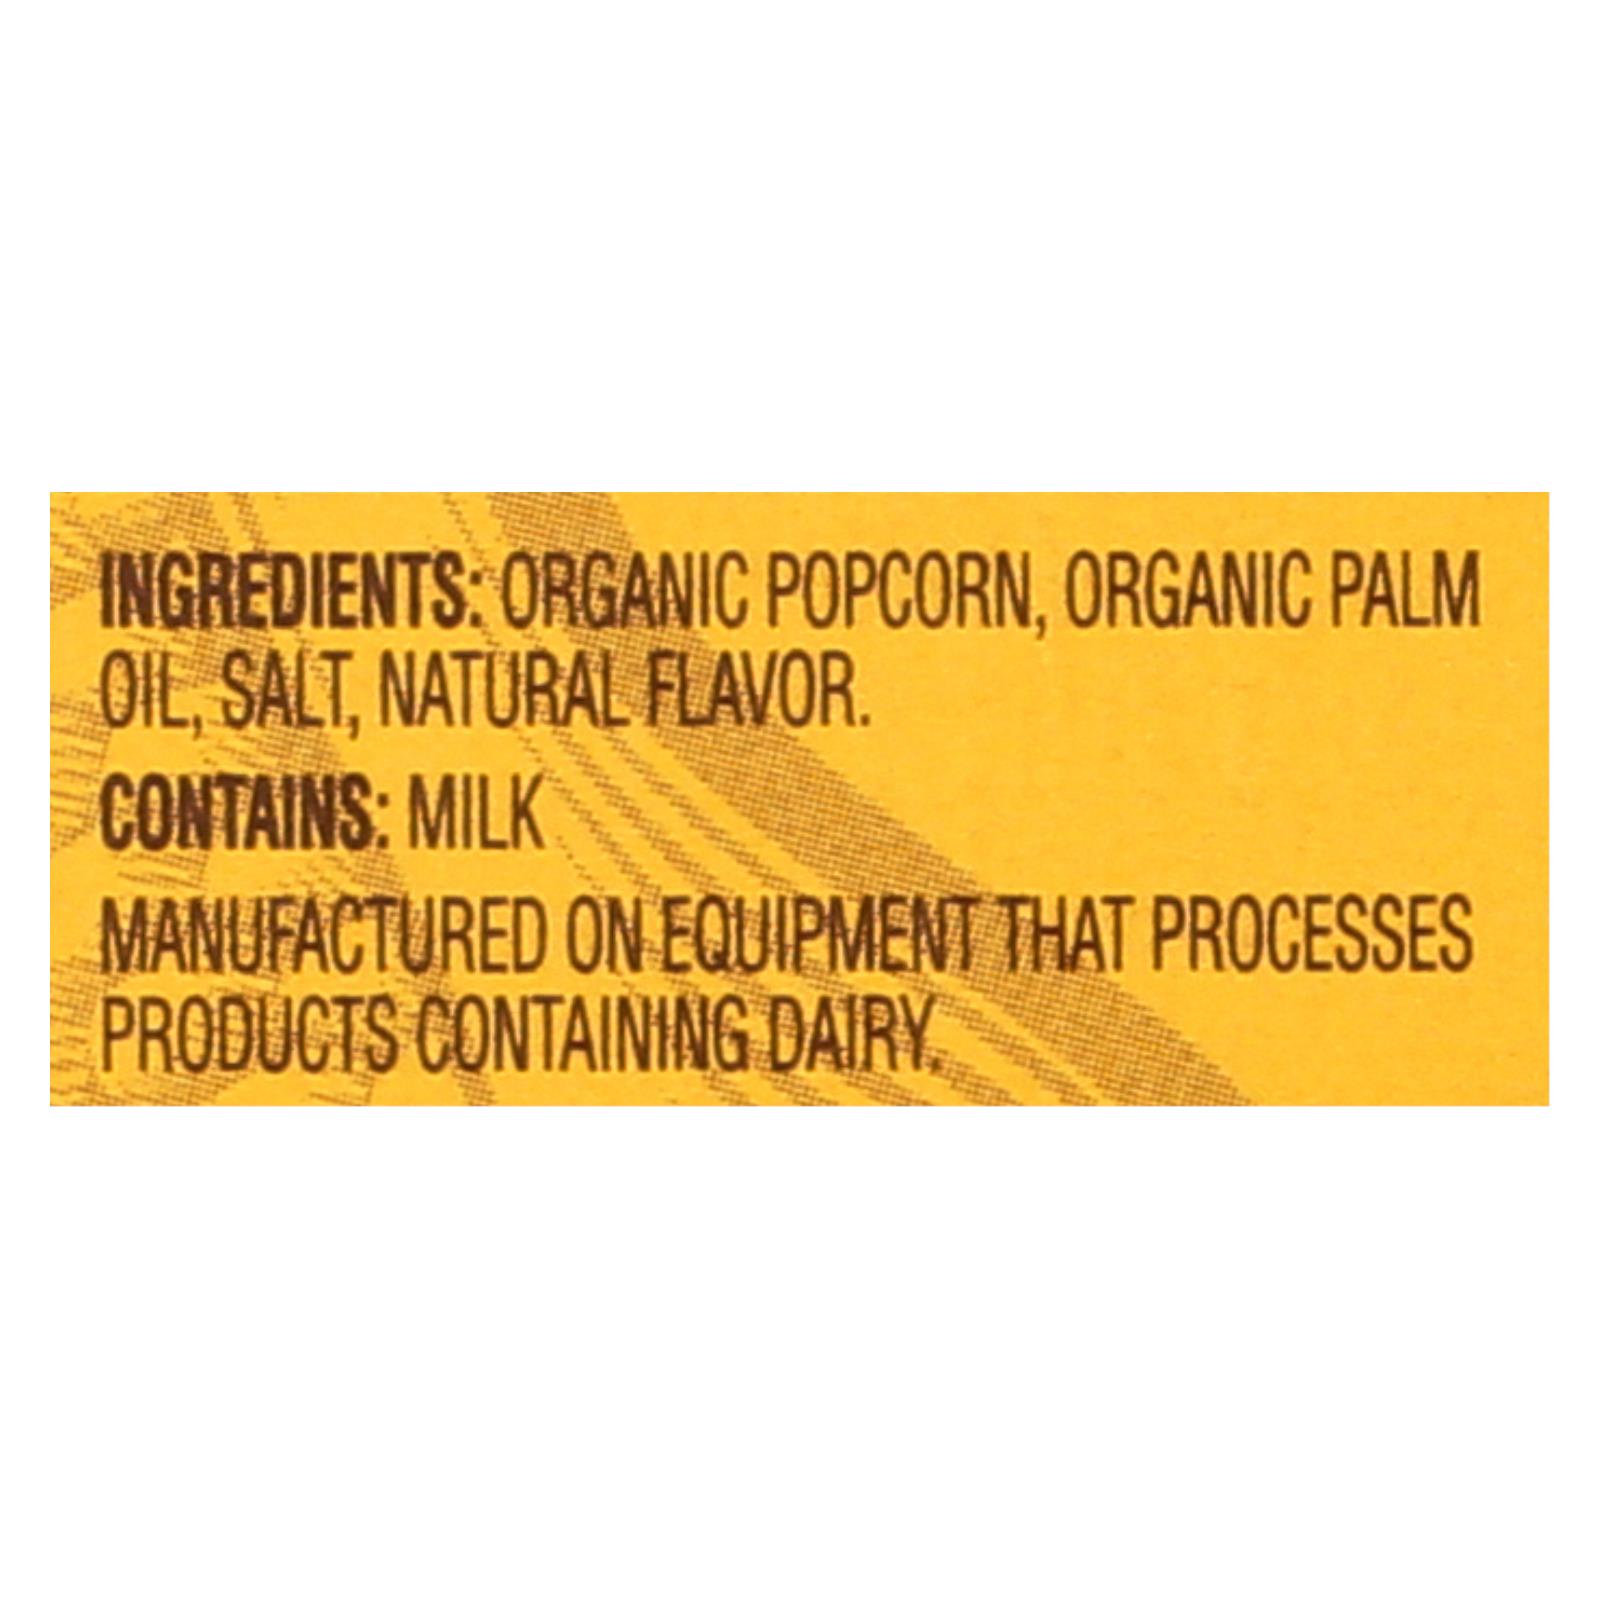 INGREDIENTS: ORGANIC POPCORN, ORGANIC PALM
OIL, SALT, NATURAL FLAVOR.
CONTAINS: MILK
MANUFACTURED ON EQUIPMENT THAT PROCESSES
PRODUCTS CONTAINING DAIRY.